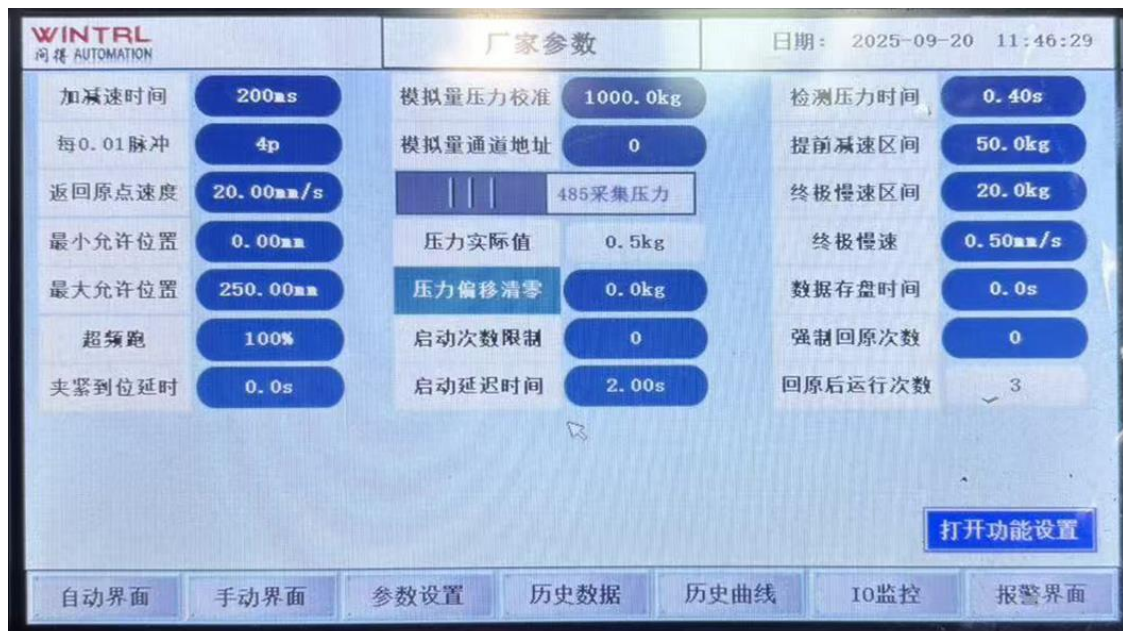 WINTRL
问得 AUTOMATION
厂家参数
日期: 2025-09-20 11:46:29
加减速时间 200ms 模拟量压力校准 1000.0kg 检测压力时间 0.40s
每0.01脉冲 4p 模拟量通道地址 0 提前减速区间 50.0kg
返回原点速度 20.00mm/s 485采集压力 终极慢速区间 20.0kg
最小允许位置 0.00mm 压力实际值 0.5kg 终极慢速 0.50mm/s
最大允许位置 250.00mm 压力偏移清零 0.0kg 数据存盘时间 0.0s
超频跑 100% 启动次数限制 0 强制回原次数 0
夹紧到位延时 0.0s 启动延迟时间 2.00s 回原后运行次数 3
打开功能设置
自动界面 手动界面 参数设置 历史数据 历史曲线 IO监控 报警界面